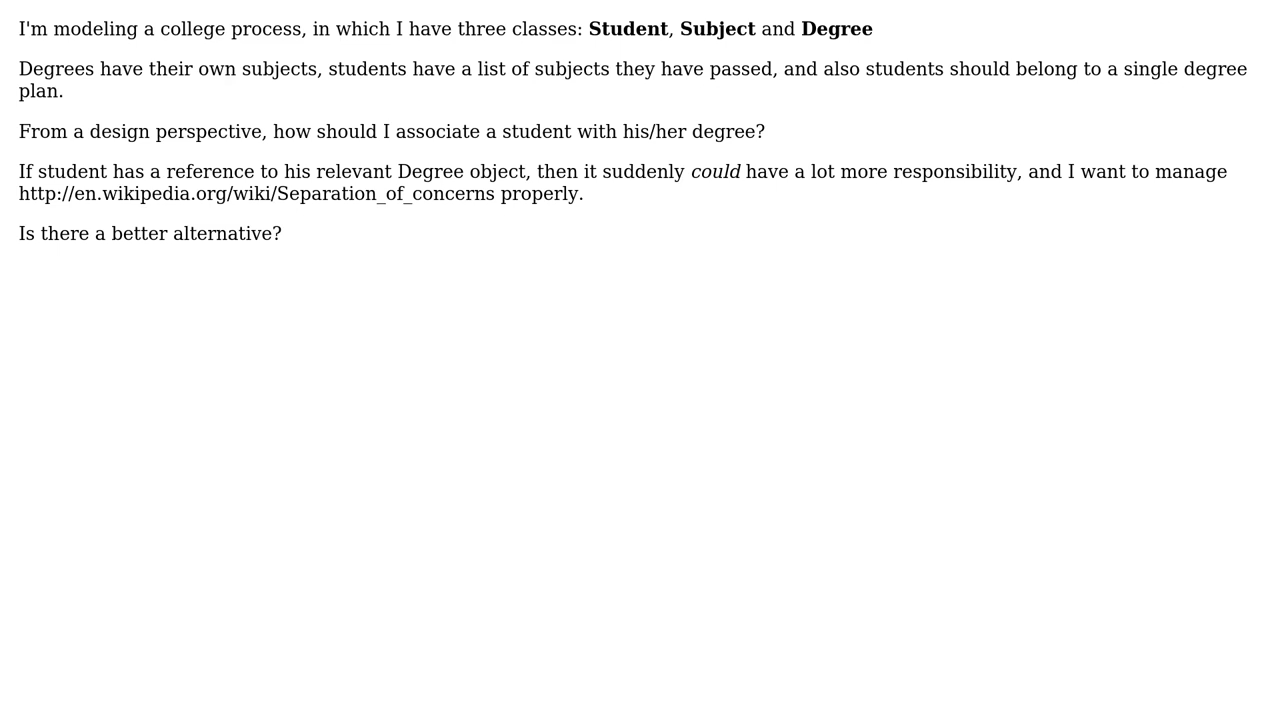 I'm modeling a college process, in which I have three classes: Student, Subject and Degree
Degrees have their own subjects, students have a list of subjects they have passed, and also students should belong to a single degree
plan.
From a design perspective, how should I associate a student with his/her degree?
If student has a reference to his relevant Degree object, then it suddenly could have a lot more responsibility, and I want to manage
http://en.wikipedia.org/wiki/Separation_of_concerns properly.
Is there a better alternative?